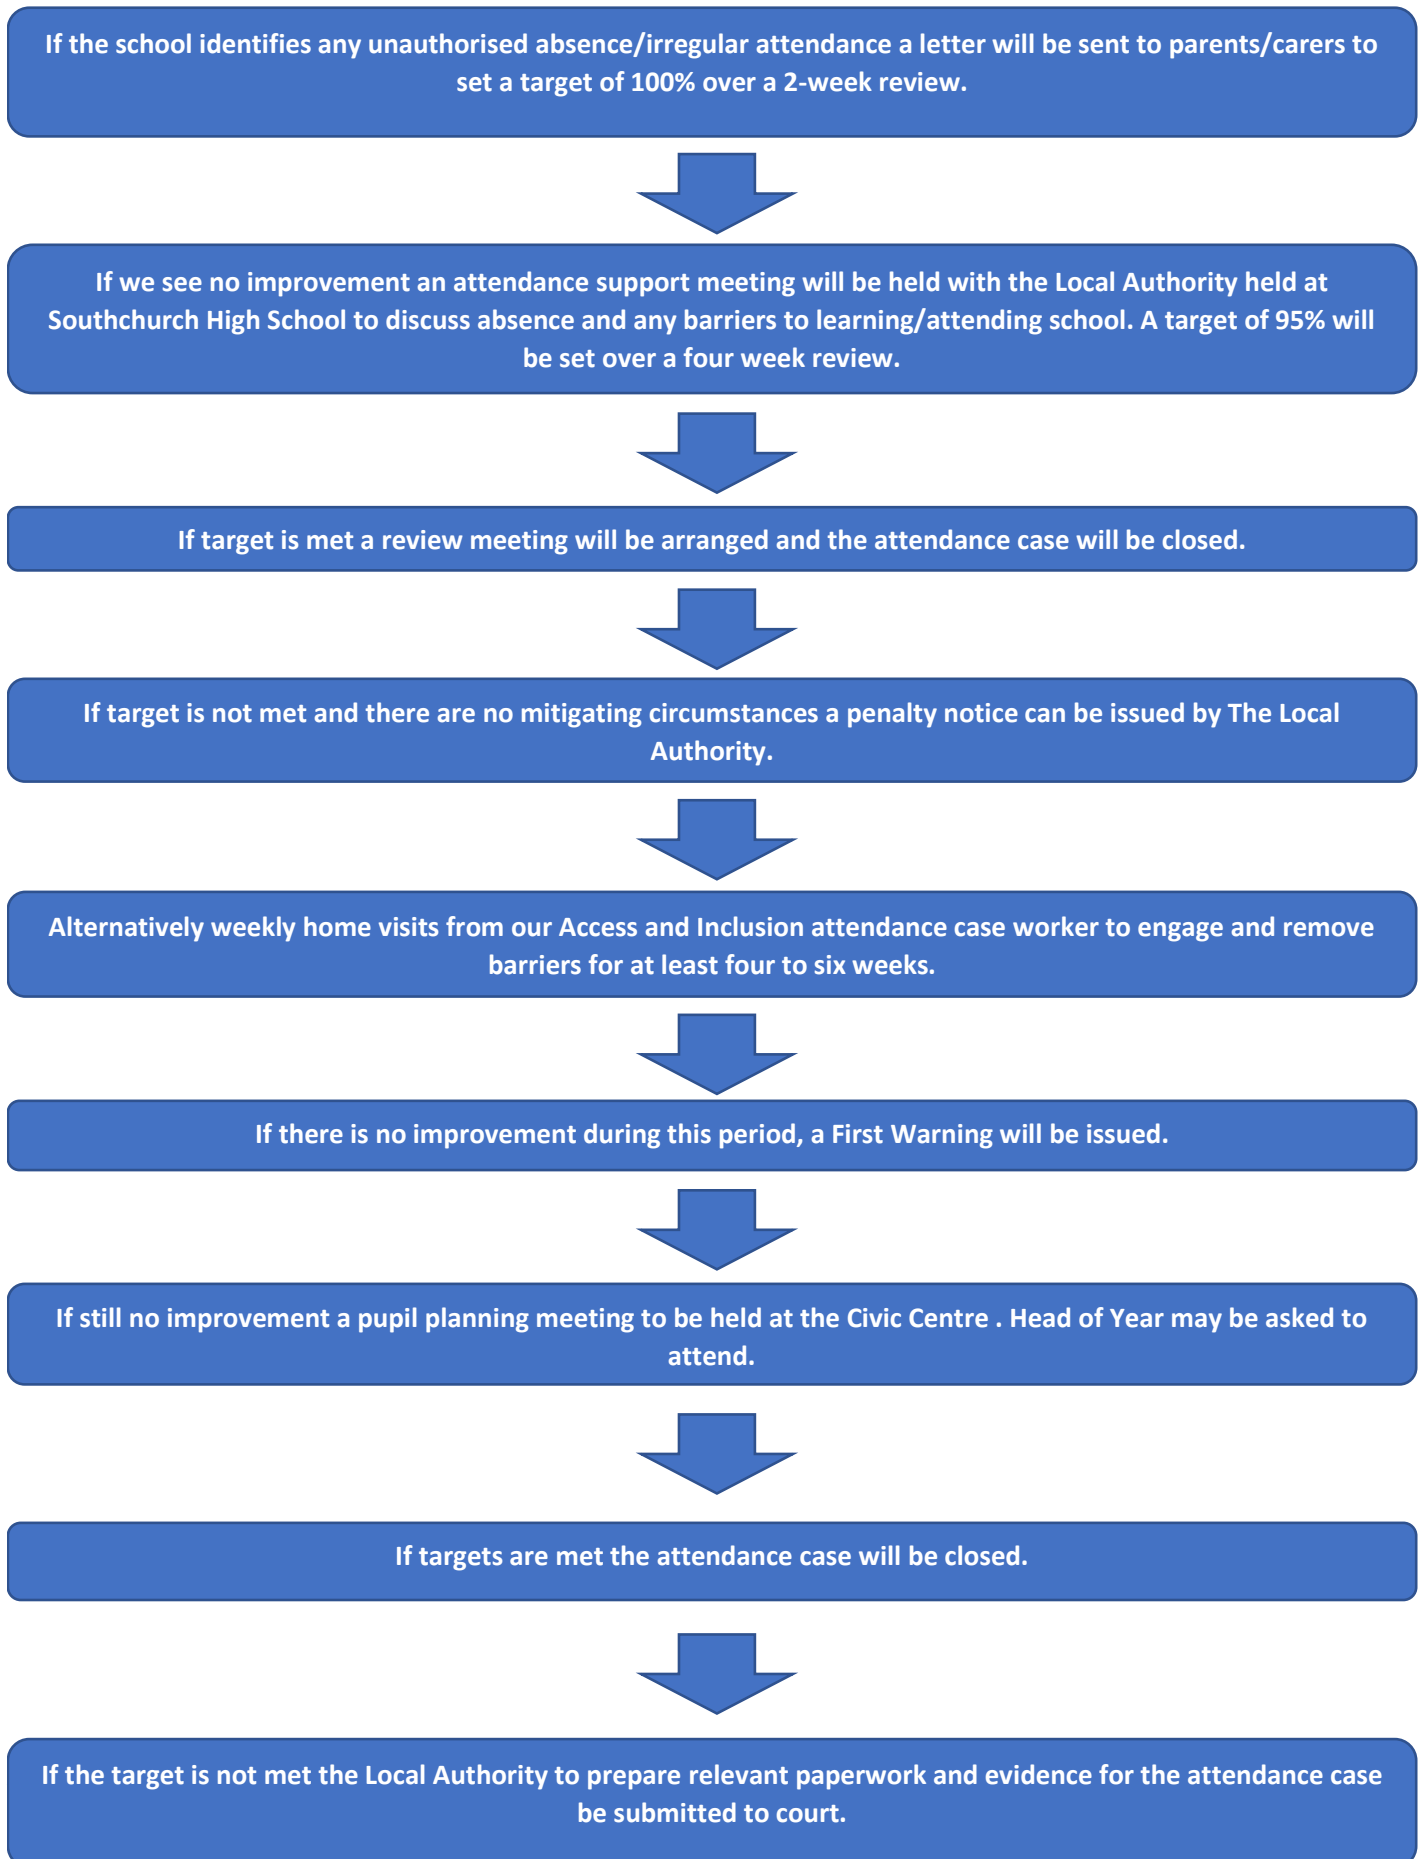 If the school identifies any unauthorised absence/irregular attendance a letter will be sent to parents/carers to
set a target of 100% over a 2-week review.
If we see no improvement an attendance support meeting will be held with the Local Authority held at
Southchurch High School to discuss absence and any barriers to learning/attending school. A target of 95% will
be set over a four week review.
If target is met a review meeting will be arranged and the attendance case will be closed.
If target is not met and there are no mitigating circumstances a penalty notice can be issued by The Local
Authority.
Alternatively weekly home visits from our Access and Inclusion attendance case worker to engage and remove
barriers for at least four to six weeks.
If there is no improvement during this period, a First Warning will be issued.
If still no improvement a pupil planning meeting to be held at the Civic Centre . Head of Year may be asked to
attend.
If targets are met the attendance case will be closed.
If the target is not met the Local Authority to prepare relevant paperwork and evidence for the attendance case
be submitted to court.